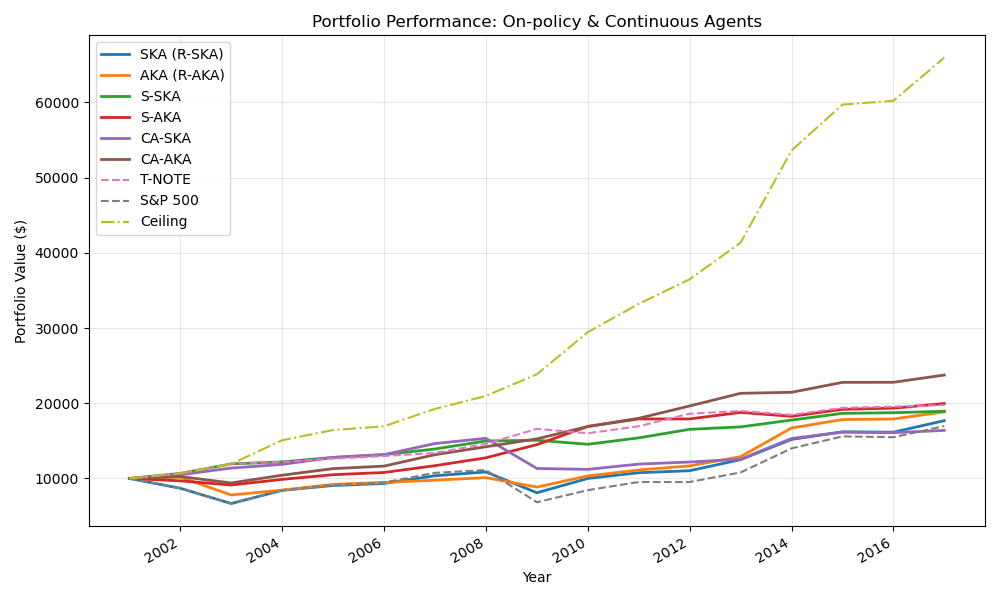 Portfolio Performance: On-policy & Continuous Agents
SKA (R-SKA)
AKA (R-AKA)
S-SKA
S-AKA
CA-SKA
CA-AKA
T-NOTE
S&P 500
Ceiling
Portfolio Value ($)
60000
50000
40000
30000
20000
10000
2002
2004
2006
2008
2010
2012
2014
2016
Year